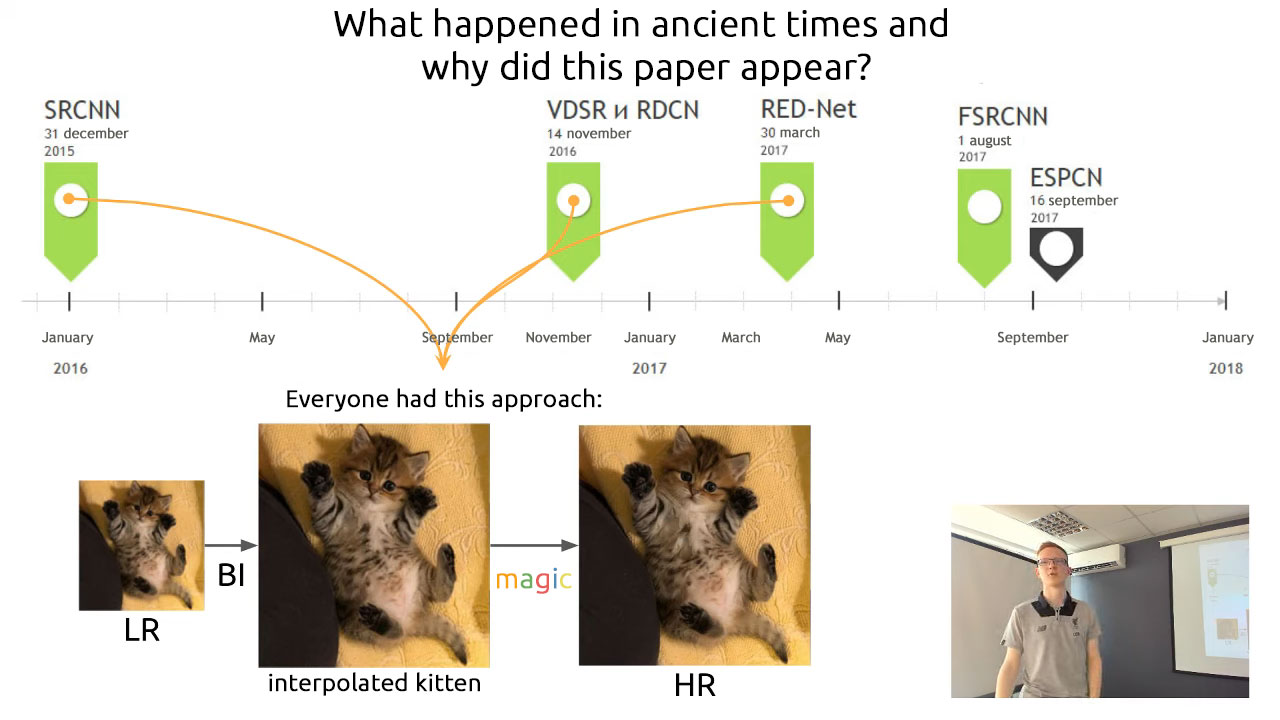 What happened in ancient times and
why did this paper appear?
SRCNN
31 december
2015
VDSR и RDCN
14 november
2016
RED-Net
30 march
2017
FSRCNN
1 august
2017
ESPCN
16 september
2017
January
May
September
November
January
March
May
September
January
2016
2017
2018
Everyone had this approach:
BI
magic
LR
interpolated kitten
HR